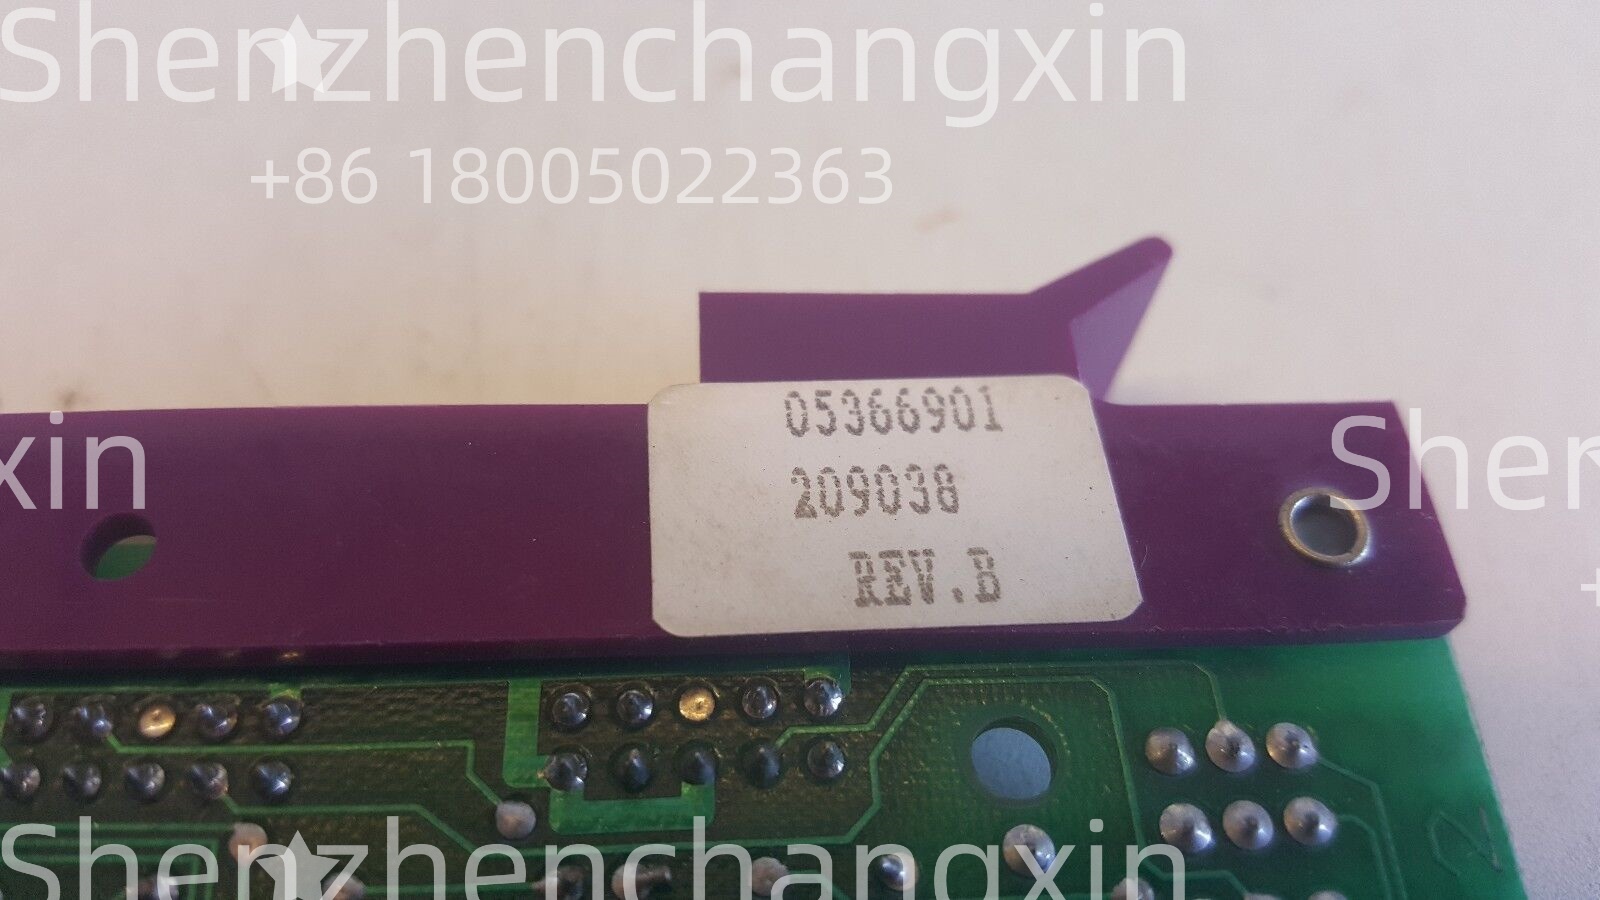 Shenzhenchangxin
+86 18005022363
05366901
xin
Shen
209038
REV.B
Shenzhenchangxin